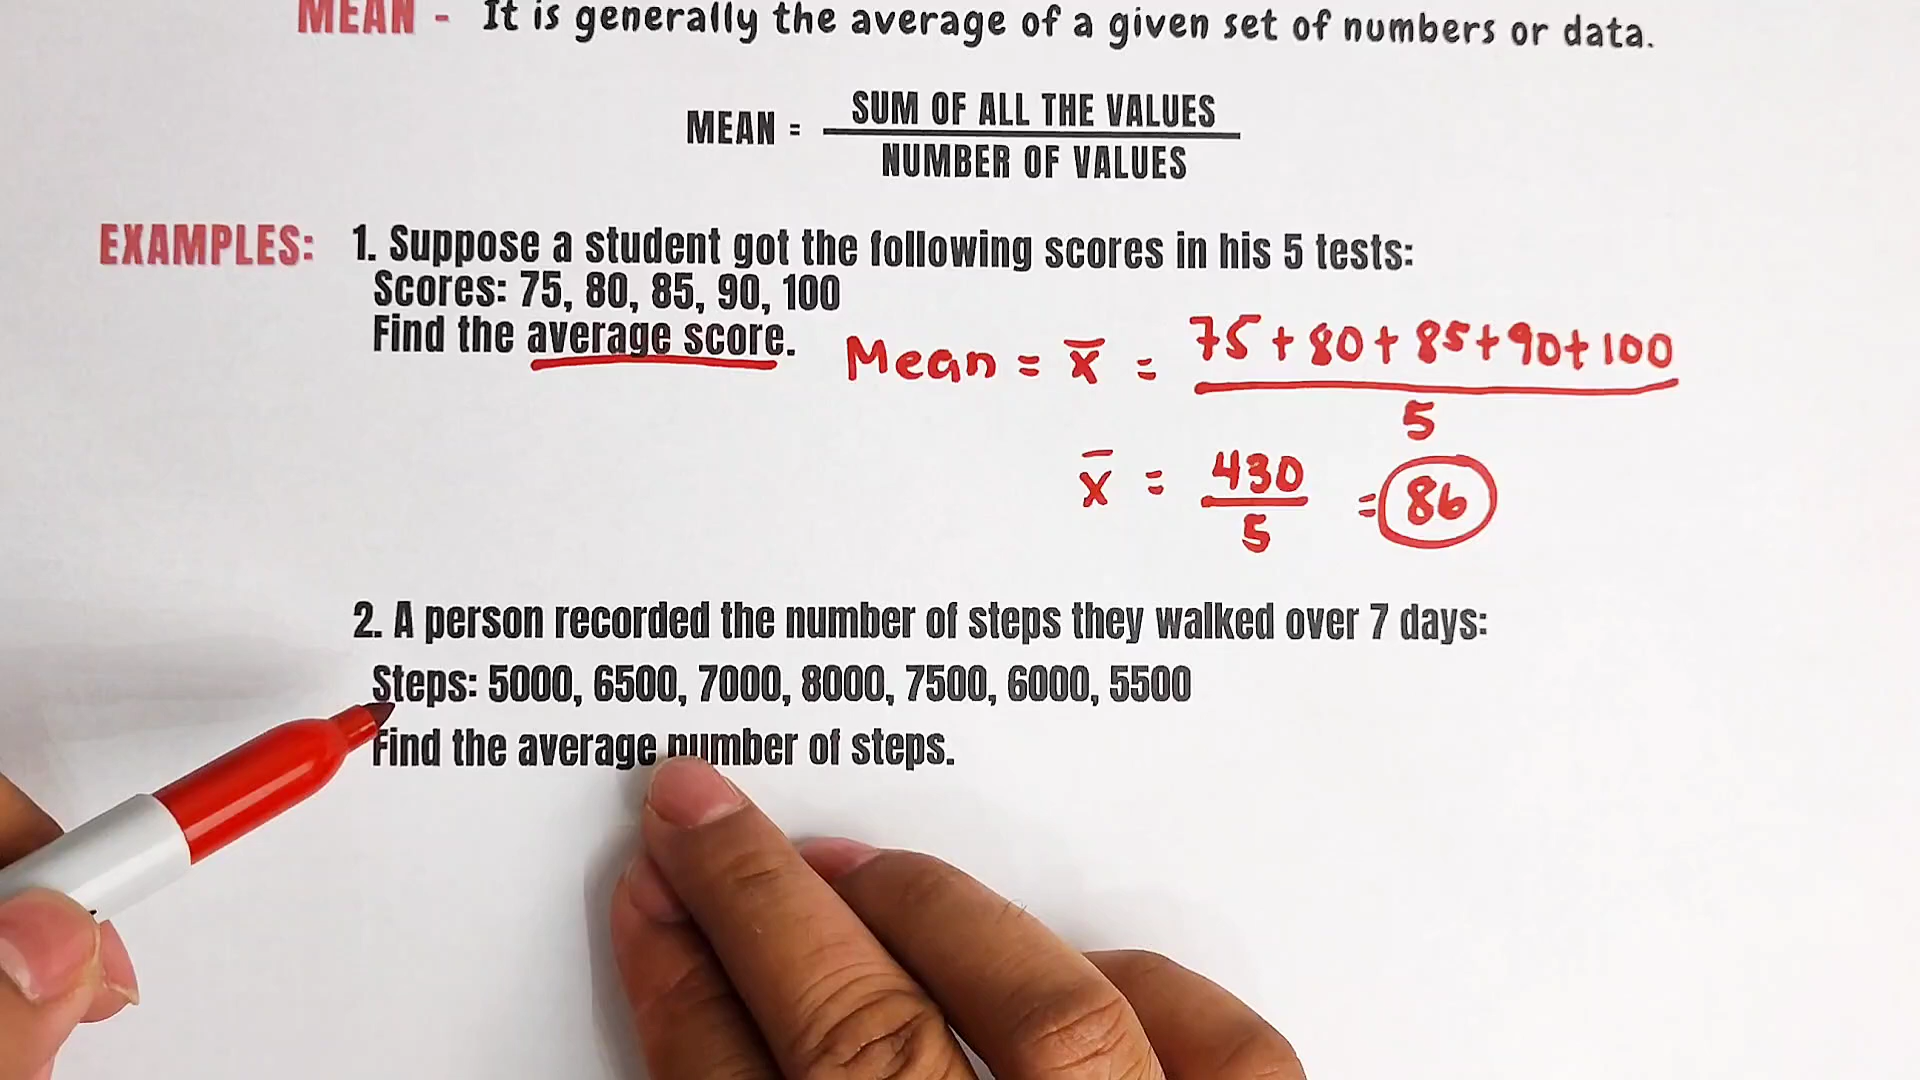 MEAN - It is generally the average of a given set of numbers or data.
MEAN = SUM OF ALL THE VALUES
NUMBER OF VALUES
EXAMPLES: 1. Suppose a student got the following scores in his 5 tests:
Scores: 75, 80, 85, 90, 100
Find the average score.
Mean = x̄ = 75 + 80 + 85 + 90 + 100
5
x̄ = 430 = 86
5
2. A person recorded the number of steps they walked over 7 days:
Steps: 5000, 6500, 7000, 8000, 7500, 6000, 5500
Find the average number of steps.